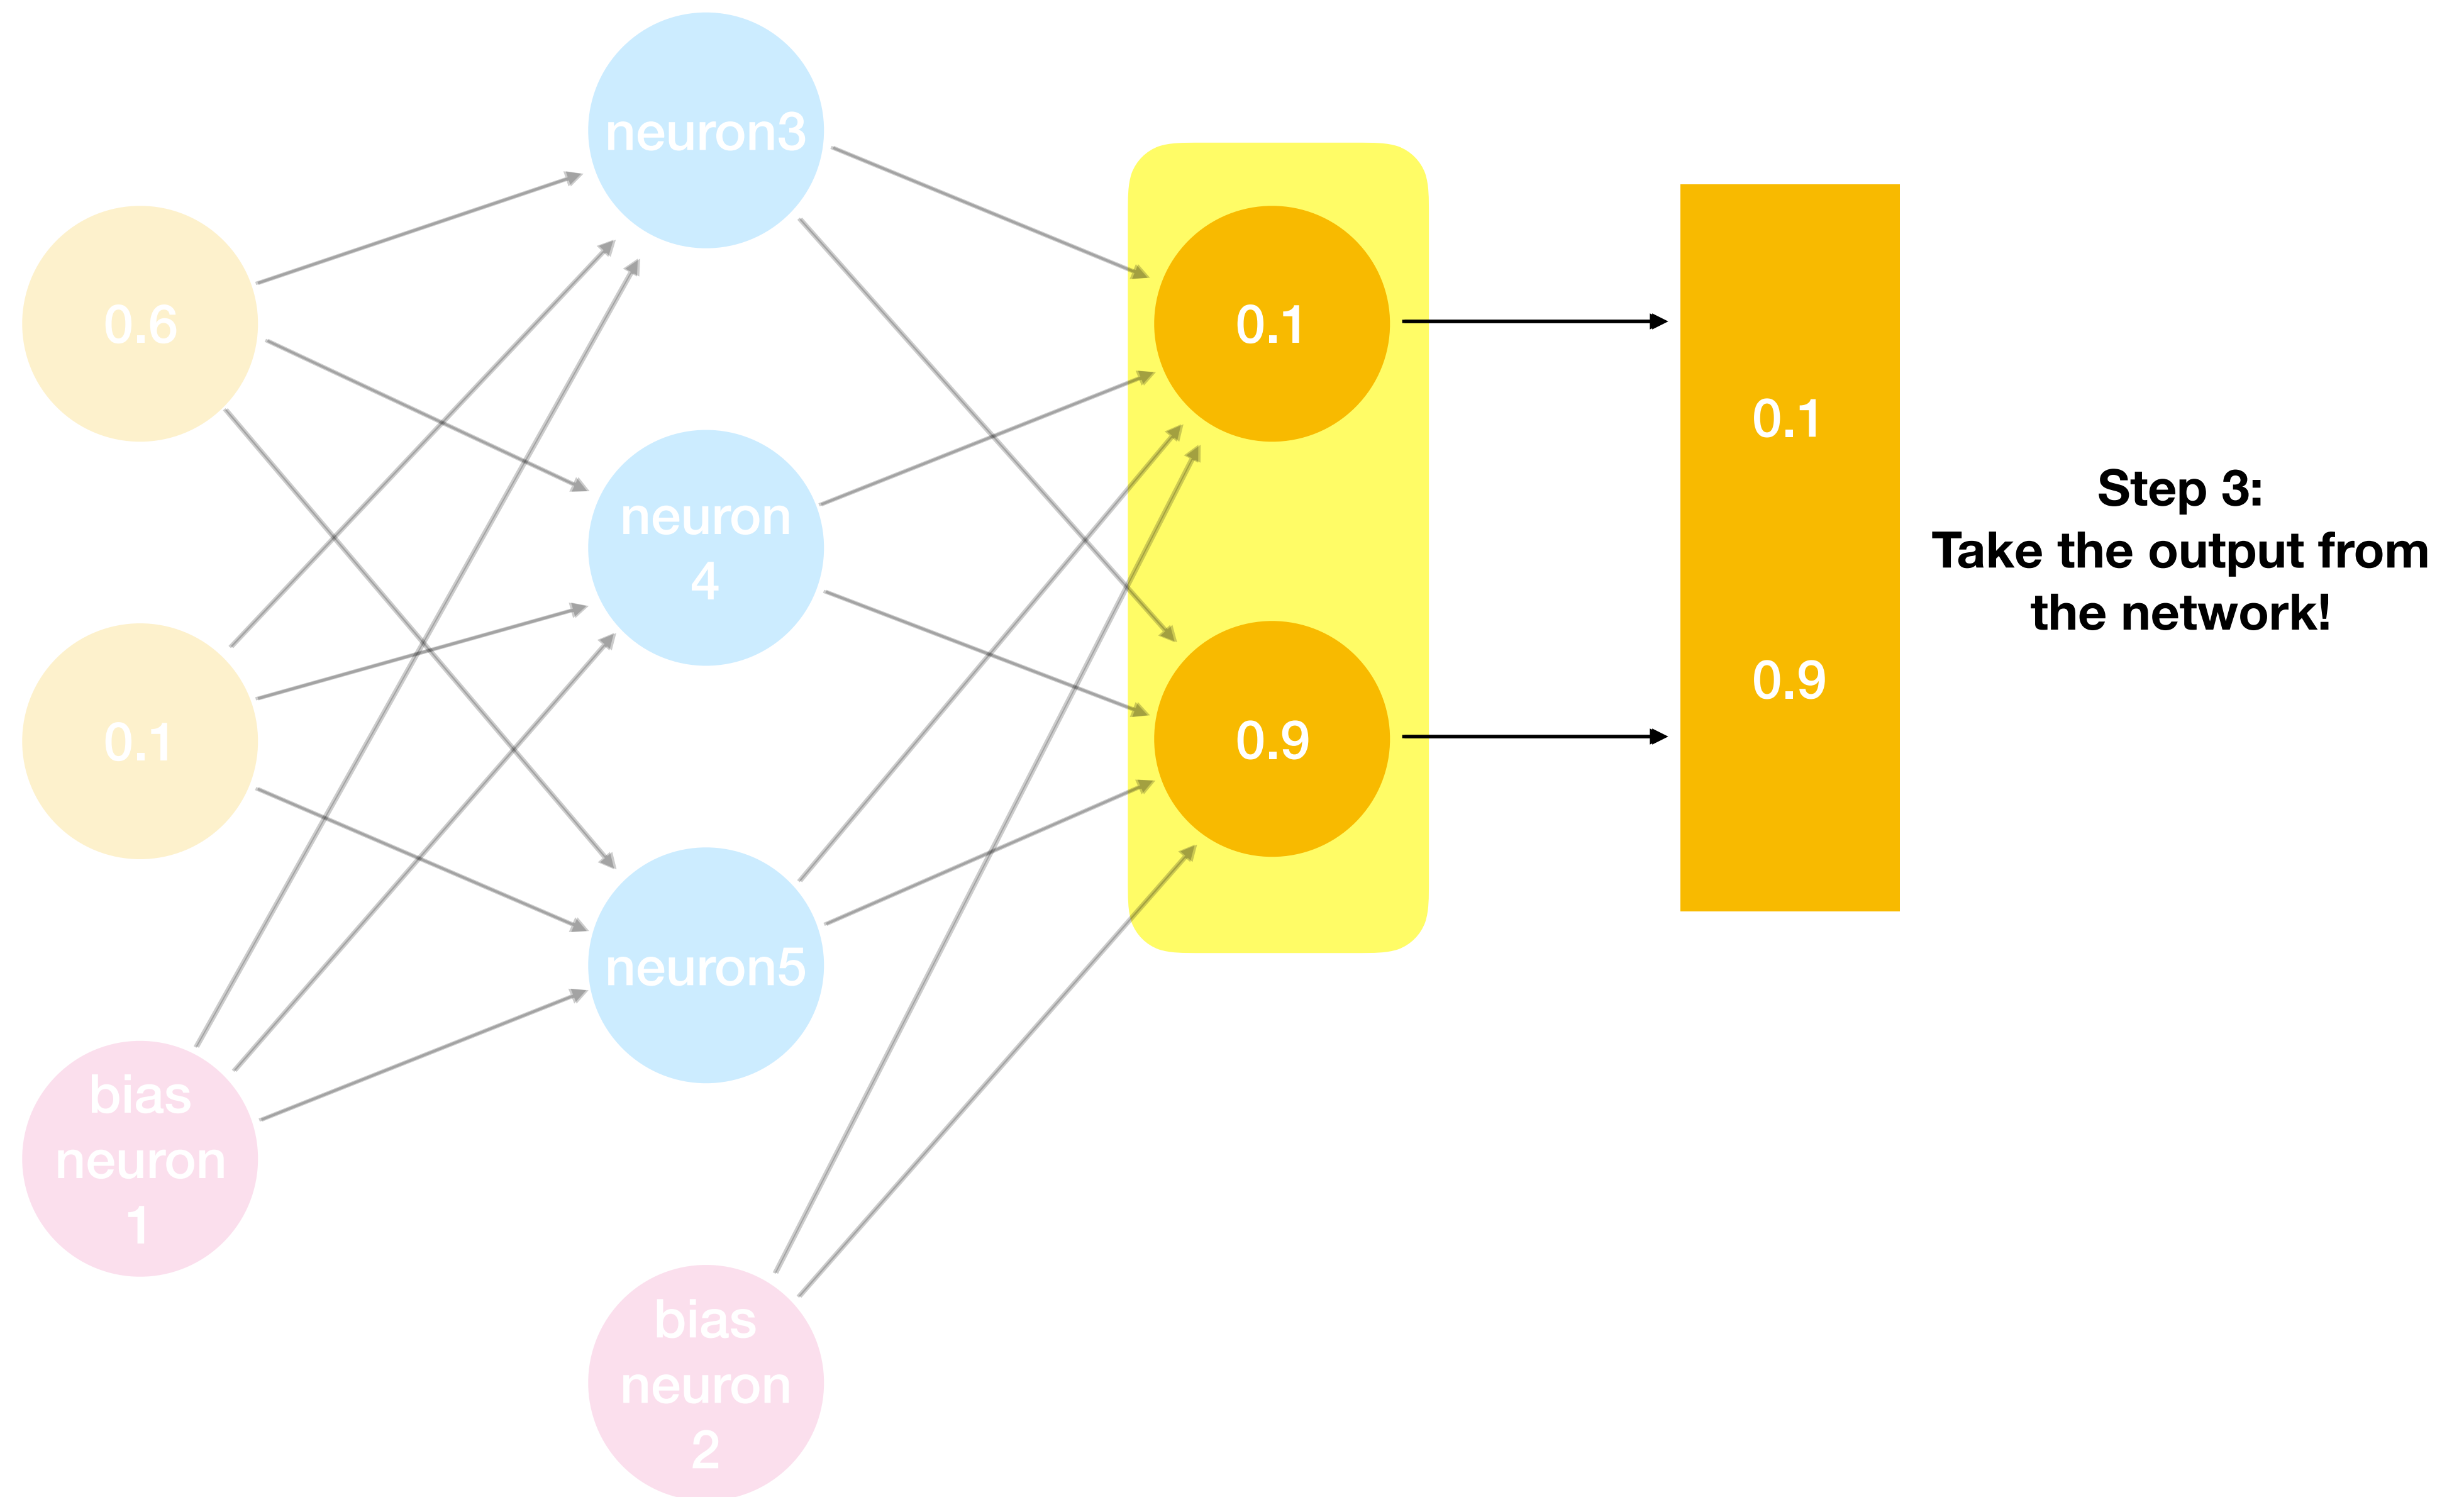 neuron3
0.6
neuron
4
0.1
neuron5
bias
neuron
1
bias
neuron
2
0.1
0.9
0.1
0.9
Step 3:
Take the output from
the network!